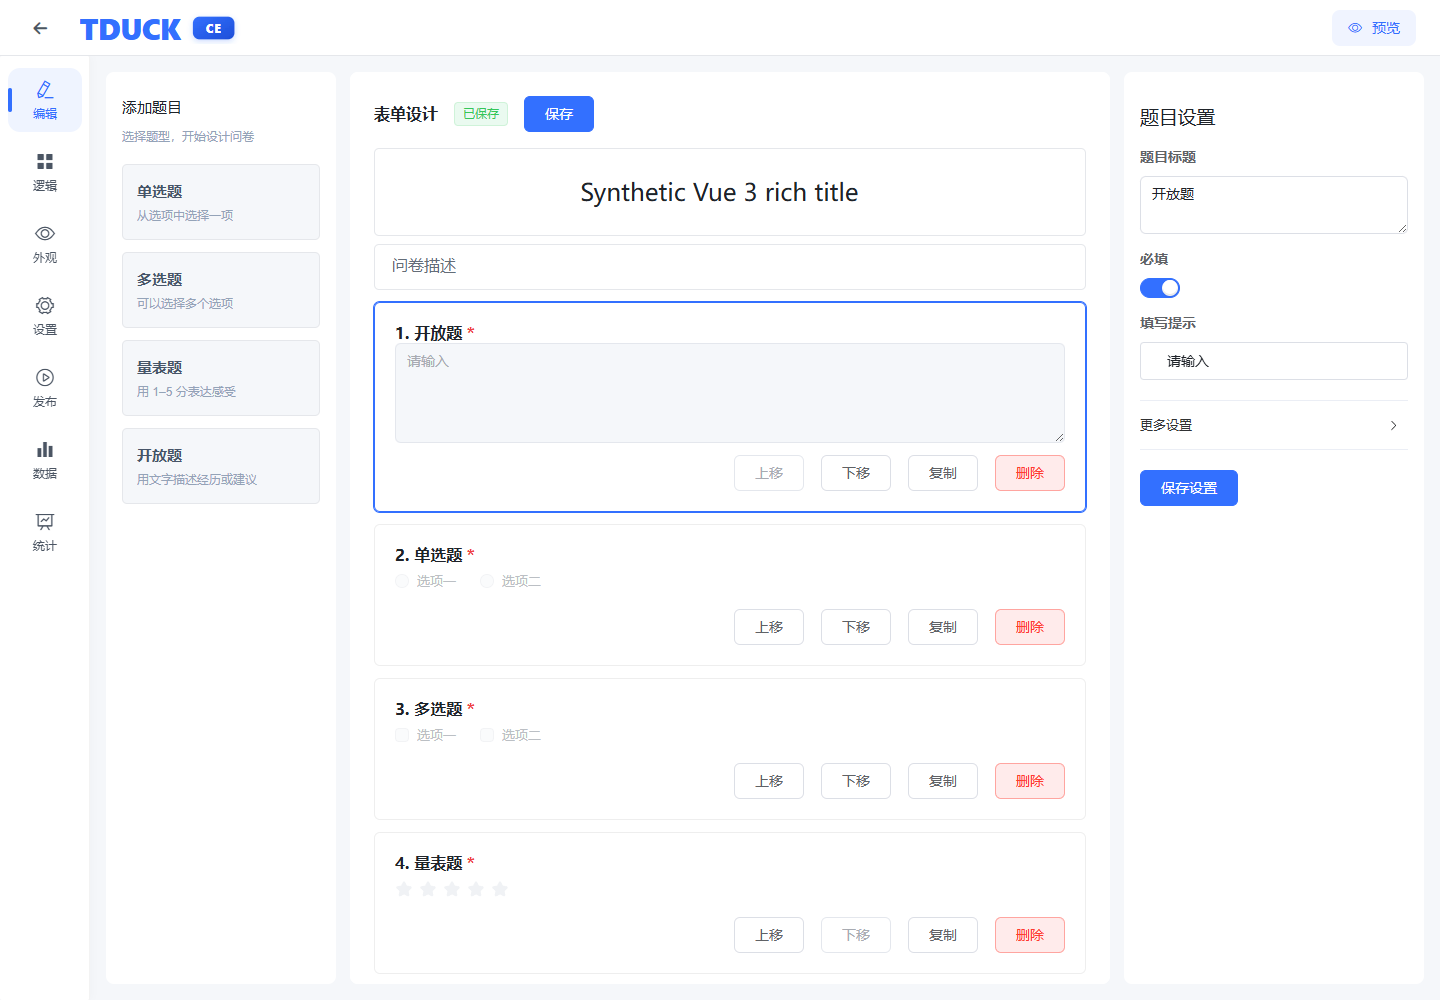 TDUCK CE
预览
编辑
逻辑
外观
设置
发布
数据
统计
添加题目
选择题型，开始设计问卷
单选题
从选项中选择一项
多选题
可以选择多个选项
量表题
用 1–5 分表达感受
开放题
用文字描述经历或建议
表单设计 已保存 保存
Synthetic Vue 3 rich title
问卷描述
1. 开放题 *
请输入
上移 下移 复制 删除
2. 单选题 *
选项一 选项二
上移 下移 复制 删除
3. 多选题 *
选项一 选项二
上移 下移 复制 删除
4. 量表题 *
上移 下移 复制 删除
题目设置
题目标题
开放题
必填
填写提示
请输入
更多设置
保存设置